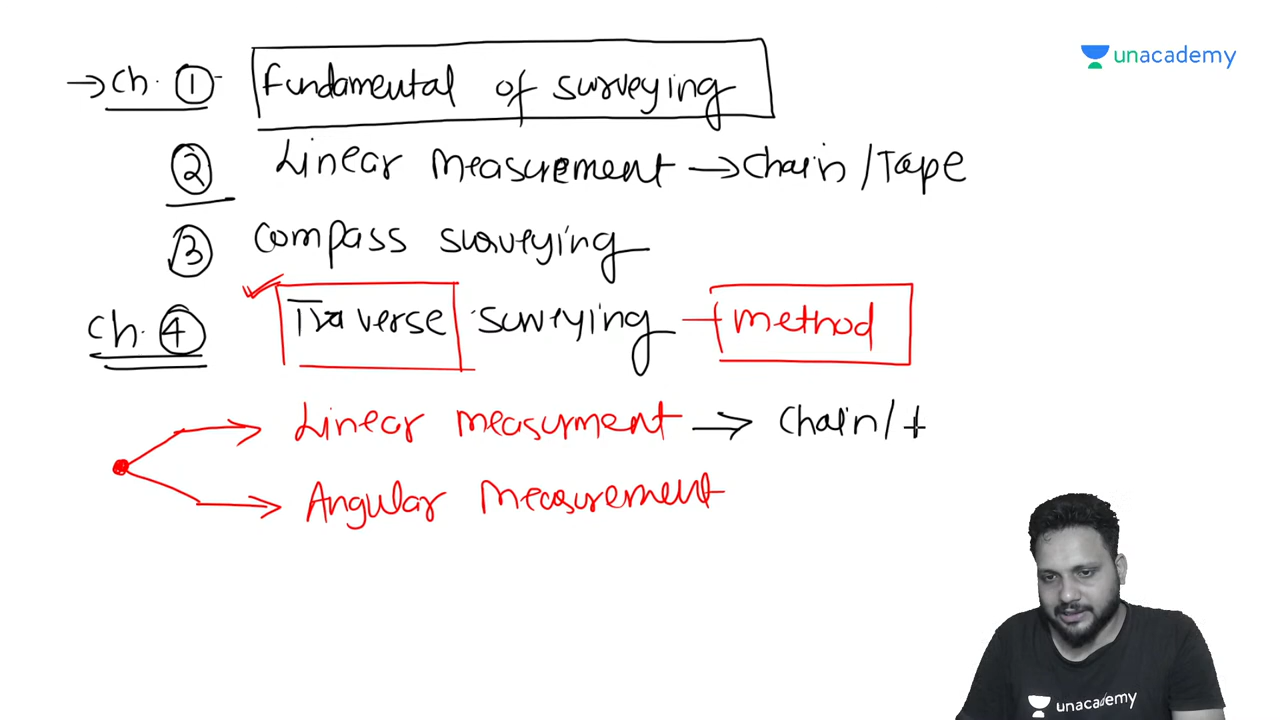 unacademy
→ Ch. ① Fundamental of surveying
② Linear measurement → Chain/Tape
③ Compass surveying
Ch. ④ Traverse surveying - method
Linear measurment → Chain/t
Angular measurement
unacademy